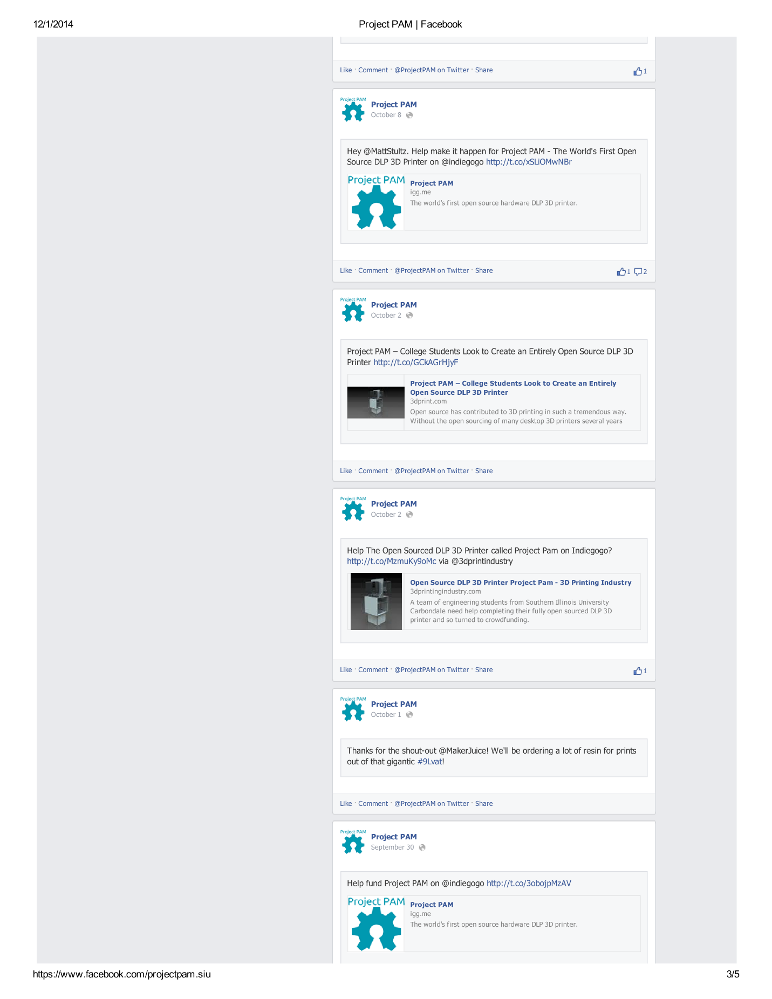 12/1/2014
Project PAM | Facebook
Like · Comment · @ProjectPAM on Twitter · Share
1
Project PAM
Project PAM
October 8
Hey @MattStultz. Help make it happen for Project PAM - The World's First Open
Source DLP 3D Printer on @indiegogo http://t.co/xSLiOMwNBr
Project PAM
Project PAM
igg.me
The world's first open source hardware DLP 3D printer.
Like · Comment · @ProjectPAM on Twitter · Share
1 2
Project PAM
Project PAM
October 2
Project PAM – College Students Look to Create an Entirely Open Source DLP 3D
Printer http://t.co/GCkAGrHjyF
Project PAM – College Students Look to Create an Entirely
Open Source DLP 3D Printer
3dprint.com
Open source has contributed to 3D printing in such a tremendous way.
Without the open sourcing of many desktop 3D printers several years
Like · Comment · @ProjectPAM on Twitter · Share
Project PAM
Project PAM
October 2
Help The Open Sourced DLP 3D Printer called Project Pam on Indiegogo?
http://t.co/MzmuKy9oMc via @3dprintindustry
Open Source DLP 3D Printer Project Pam - 3D Printing Industry
3dprintingindustry.com
A team of engineering students from Southern Illinois University
Carbondale need help completing their fully open sourced DLP 3D
printer and so turned to crowdfunding.
Like · Comment · @ProjectPAM on Twitter · Share
1
Project PAM
Project PAM
October 1
Thanks for the shout-out @MakerJuice! We'll be ordering a lot of resin for prints
out of that gigantic #9Lvat!
Like · Comment · @ProjectPAM on Twitter · Share
Project PAM
Project PAM
September 30
Help fund Project PAM on @indiegogo http://t.co/3obojpMzAV
Project PAM
Project PAM
igg.me
The world's first open source hardware DLP 3D printer.
https://www.facebook.com/projectpam.siu
3/5